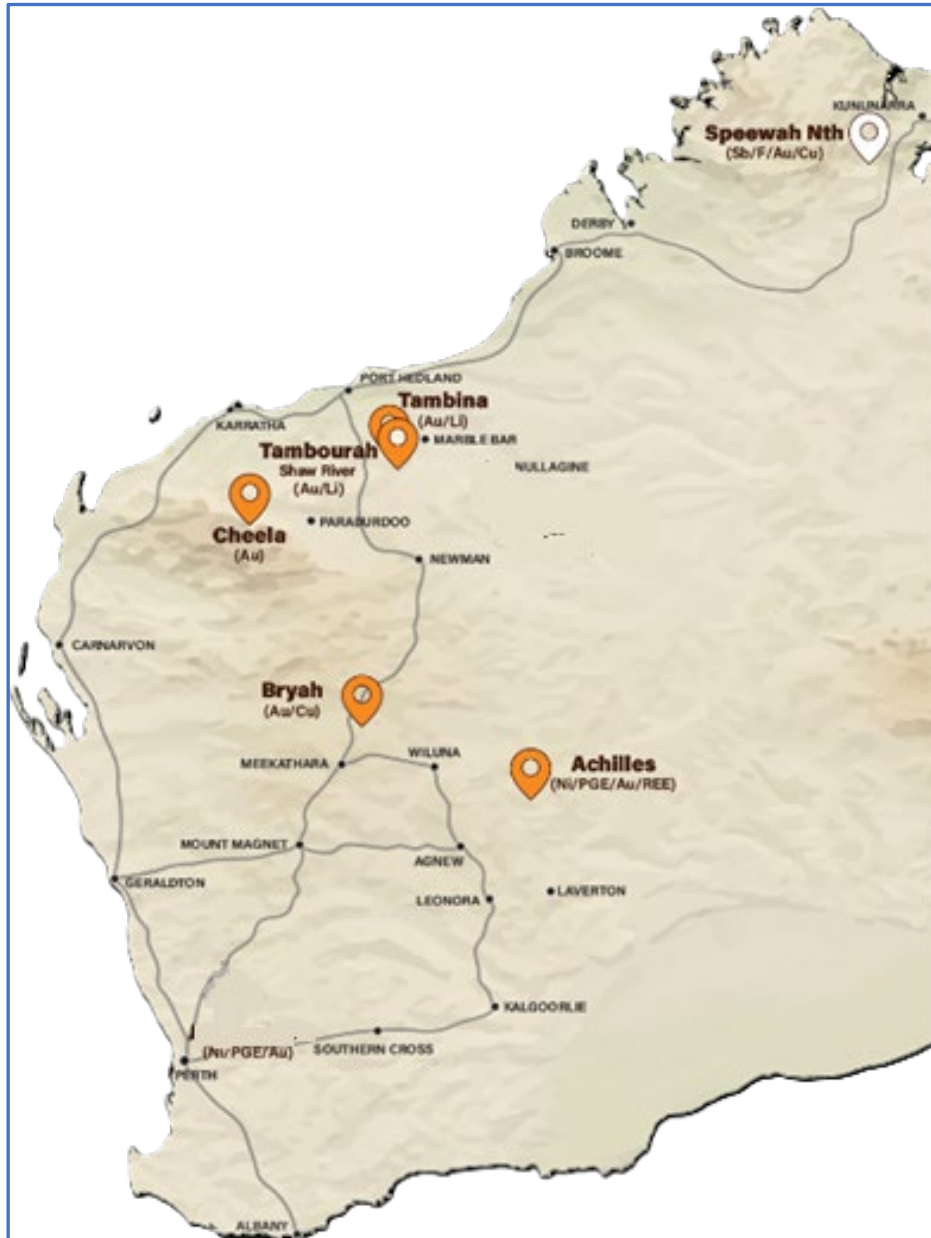 KUNUNARRA
Speewah Nth
(Sb/F/Au/Cu)
DERBY
BROOME
PORT HEDLAND
Tambina
(Au/Li)
KARRATHA
MARBLE BAR
Tambourah
Shaw River
(Au/Li)
NULLAGINE
PARABURDOO
Cheela
(Au)
NEWMAN
CARNARVON
Bryah
(Au/Cu)
WILUNA
MEEKATHARA
Achilles
(Ni/PGE/Au/REE)
MOUNT MAGNET
AGNEW
GERALDTON
LAVERTON
LEONORA
KALGOORLIE
SOUTHERN CROSS
(Ni/PGE/Au)
PERTH
ALBANY